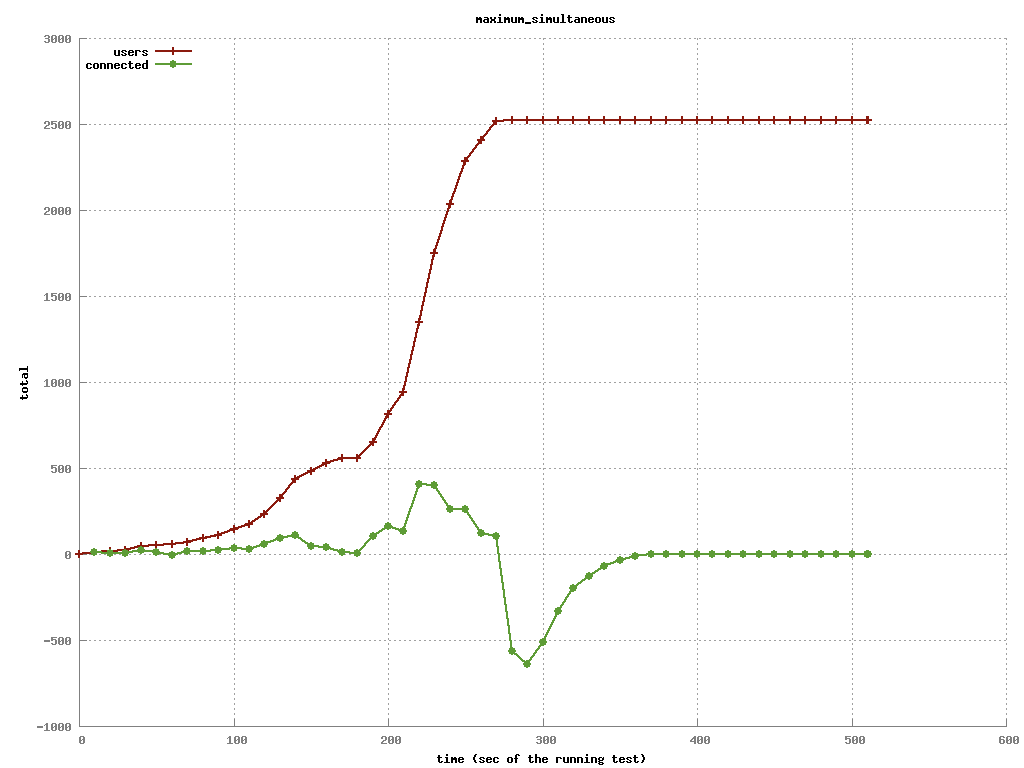 maximum_simultaneous
users
connected
3000
2500
2000
1500
1000
500
0
-500
-1000
total
0 100 200 300 400 500 600
time (sec of the running test)